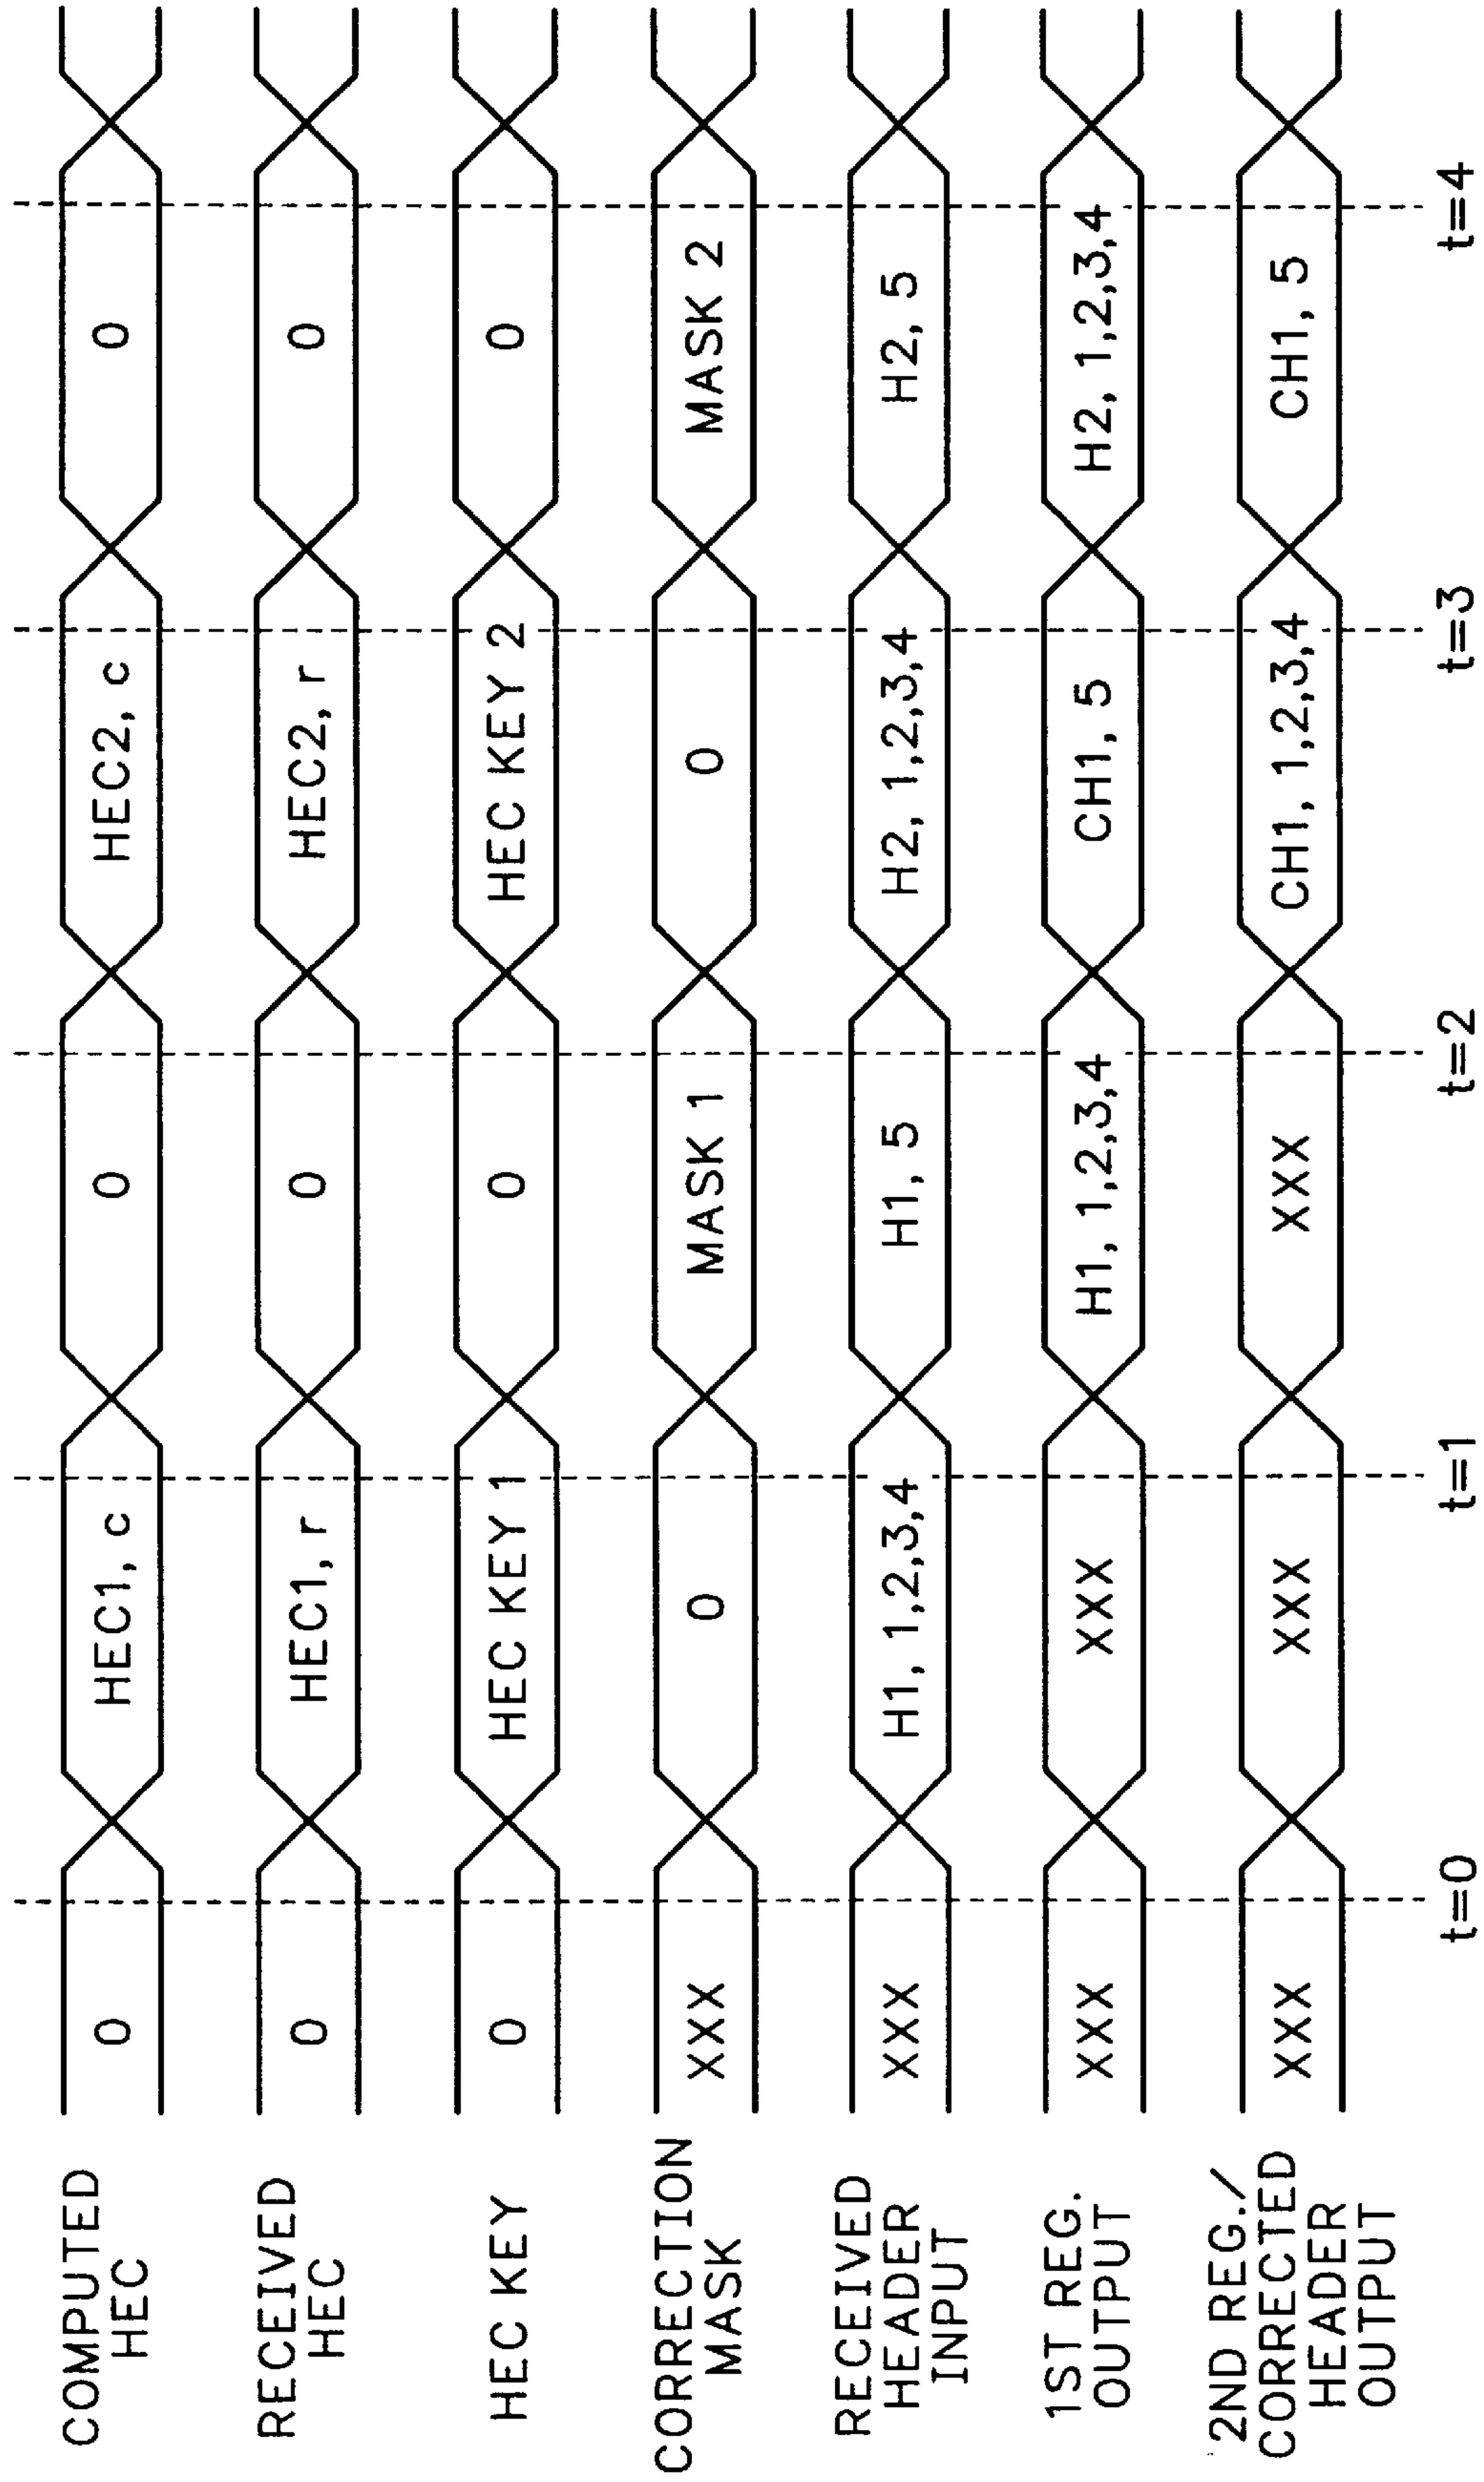 COMPUTED
HEC
0
HEC1, c
0
HEC2, c
0
RECEIVED
HEC
0
HEC1, r
0
HEC2, r
0
HEC KEY
0
HEC KEY 1
0
HEC KEY 2
0
CORRECTION
MASK
XXX
0
MASK 1
0
MASK 2
RECEIVED
HEADER
INPUT
XXX
H1, 1,2,3,4
H1, 5
H2, 1,2,3,4
H2, 5
1ST REG.
OUTPUT
XXX
XXX
H1, 1,2,3,4
CH1, 5
H2, 1,2,3,4
2ND REG./
CORRECTED
HEADER
OUTPUT
XXX
XXX
XXX
CH1, 1,2,3,4
CH1, 5
t=0
t=1
t=2
t=3
t=4